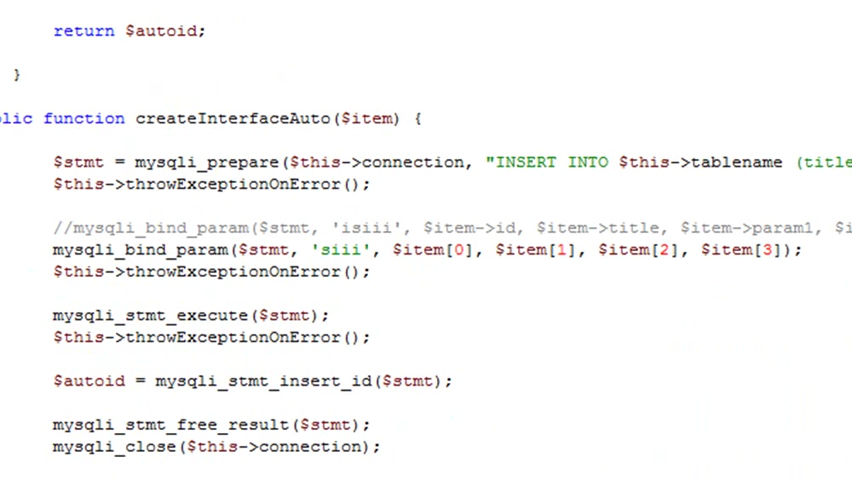 return $autoid;
}
lic function createInterfaceAuto($item) {
$stmt = mysqli_prepare($this->connection, "INSERT INTO $this->tablename (title
$this->throwExceptionOnError();
//mysqli_bind_param($stmt, 'isiii', $item->id, $item->title, $item->param1, $i
mysqli_bind_param($stmt, 'siii', $item[0], $item[1], $item[2], $item[3]);
$this->throwExceptionOnError();
mysqli_stmt_execute($stmt);
$this->throwExceptionOnError();
$autoid = mysqli_stmt_insert_id($stmt);
mysqli_stmt_free_result($stmt);
mysqli_close($this->connection);